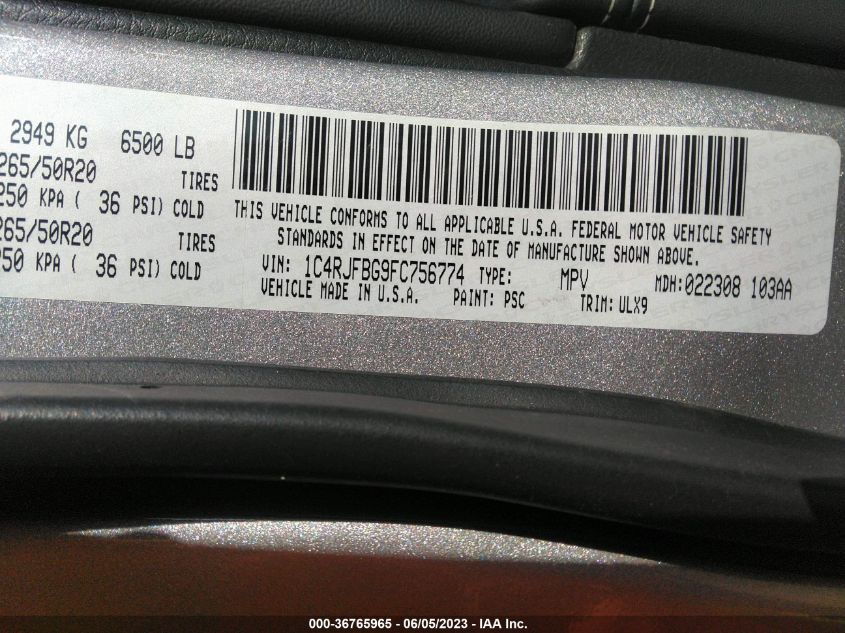 2949 KG 6500 LB
265/50R20 TIRES
250 KPA ( 36 PSI) COLD
265/50R20 TIRES
250 KPA ( 36 PSI) COLD
THIS VEHICLE CONFORMS TO ALL APPLICABLE U.S.A. FEDERAL MOTOR VEHICLE SAFETY
STANDARDS IN EFFECT ON THE DATE OF MANUFACTURE SHOWN ABOVE.
VIN: 1C4RJFBG9FC756774 TYPE: MPV MDH:022308 103AA
VEHICLE MADE IN U.S.A. PAINT: PSC TRIM: ULX9
000-36765965 - 06/05/2023 - IAA Inc.